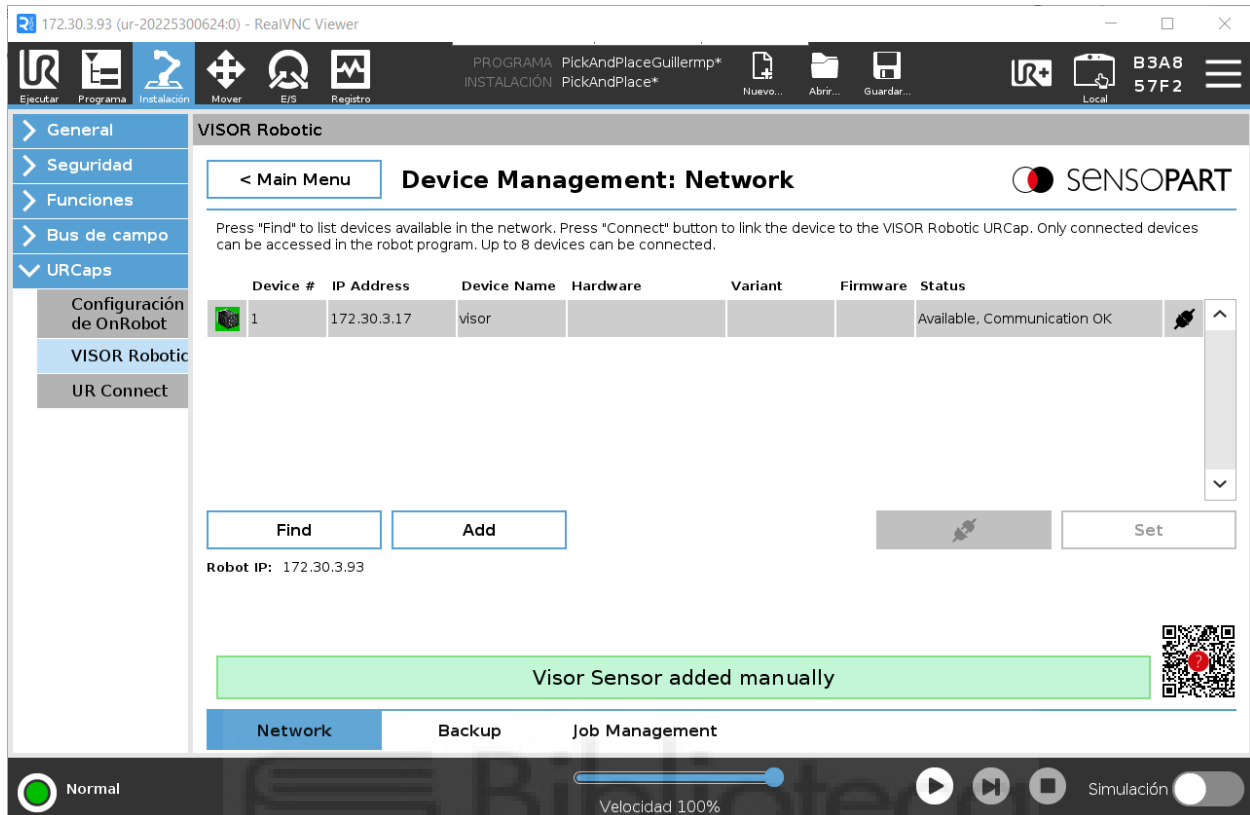 172.30.3.93 (ur-20225300624:0) - RealVNC Viewer
PROGRAMA PickAndPlaceGuillermp*
INSTALACIÓN PickAndPlace*
Ejecutar Programa Instalación Mover E/S Registro Nuevo... Abrir... Guardar... UR+ Local B3A8 57F2
General
Seguridad
Funciones
Bus de campo
URCaps
Configuración de OnRobot
VISOR Robotic
UR Connect
VISOR Robotic
< Main Menu Device Management: Network SENSOPART
Press "Find" to list devices available in the network. Press "Connect" button to link the device to the VISOR Robotic URCap. Only connected devices
can be accessed in the robot program. Up to 8 devices can be connected.
Device # IP Address Device Name Hardware Variant Firmware Status
1 172.30.3.17 visor Available, Communication OK
Find Add Set
Robot IP: 172.30.3.93
Visor Sensor added manually
?
Network Backup Job Management
Normal Velocidad 100% Simulación